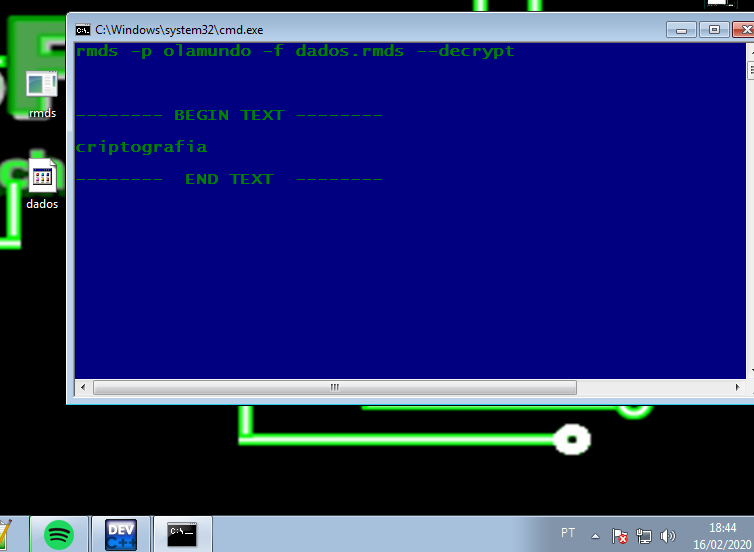 C:\Windows\system32\cmd.exe
rmds -p olamundo -f dados.rmds --decrypt
-------- BEGIN TEXT --------
criptografia
-------- END TEXT --------
rmds
dados
DEV
C++
C:\
PT
18:44
16/02/2020